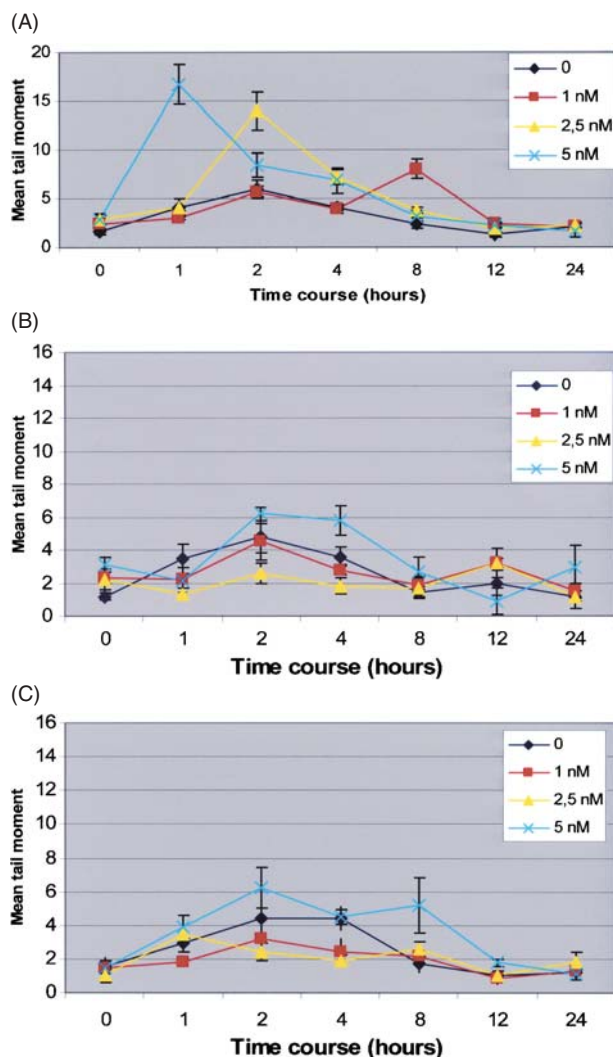 (A)
20
15
10
5
0
Mean tail moment
0
1 nM
2,5 nM
5 nM
0 1 2 4 8 12 24
Time course (hours)
(B)
16
14
12
10
8
6
4
2
0
Mean tail moment
0
1 nM
2,5 nM
5 nM
0 1 2 4 8 12 24
Time course (hours)
(C)
16
14
12
10
8
6
4
2
0
Mean tail moment
0
1 nM
2,5 nM
5 nM
0 1 2 4 8 12 24
Time course (hours)